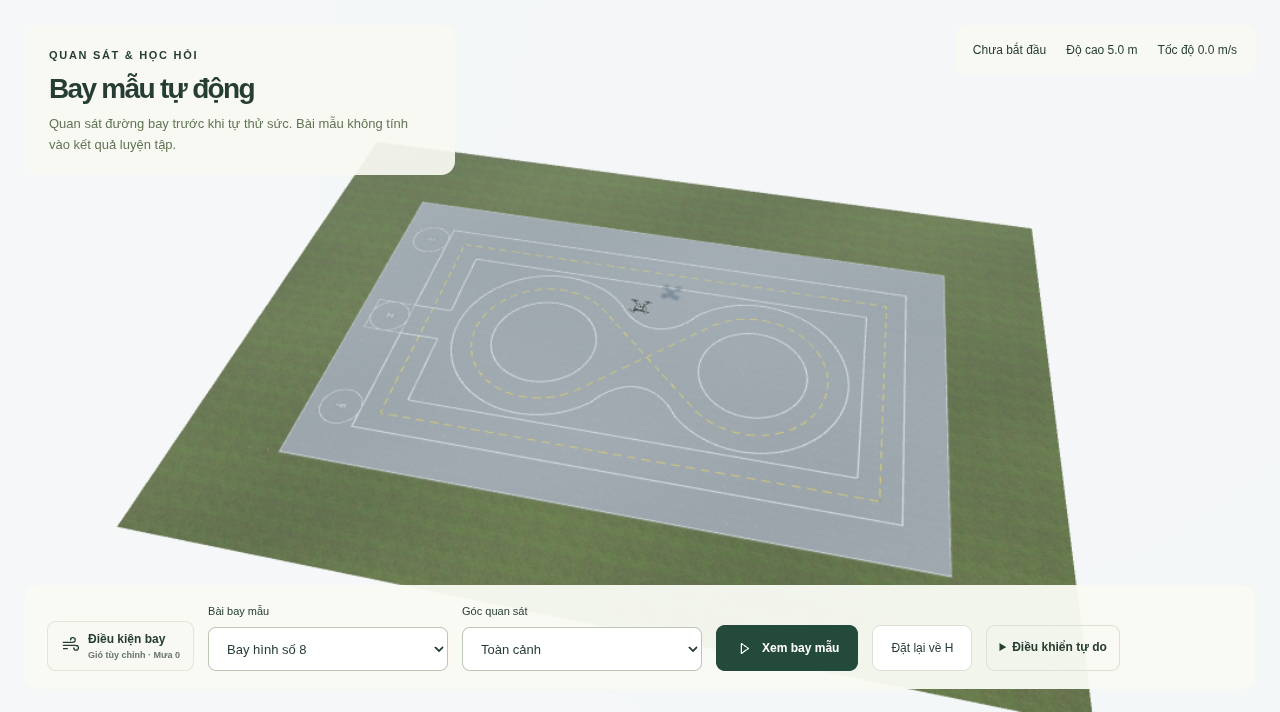 QUAN SÁT & HỌC HỎI
Bay mẫu tự động
Quan sát đường bay trước khi tự thử sức. Bài mẫu không tính
vào kết quả luyện tập.
Chưa bắt đầu Độ cao 5.0 m Tốc độ 0.0 m/s
Điều kiện bay
Gió tùy chỉnh · Mưa 0
Bài bay mẫu
Bay hình số 8
Góc quan sát
Toàn cảnh
Xem bay mẫu
Đặt lại về H
Điều khiển tự do